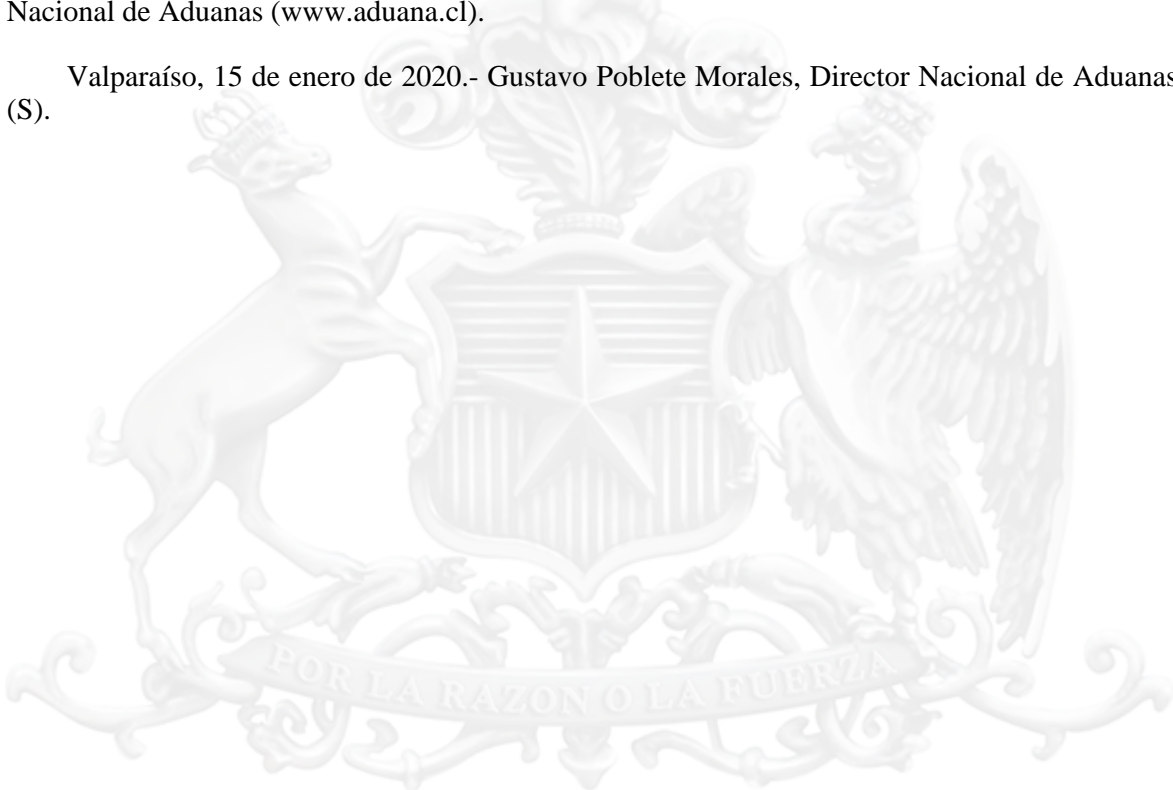 Nacional de Aduanas (www.aduana.cl).
Valparaíso, 15 de enero de 2020.- Gustavo Poblete Morales, Director Nacional de Aduanas
(S).
POR LA RAZON O LA FUERZA